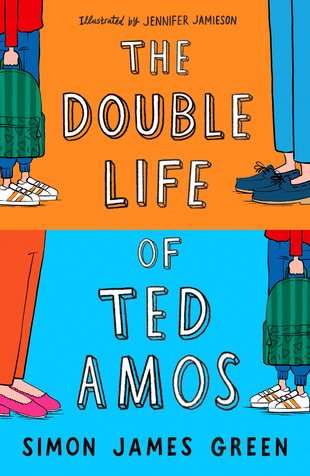 Illustrated by JENNIFER JAMIESON
THE
DOUBLE
LIFE
OF
TED
AMOS
SIMON JAMES GREEN